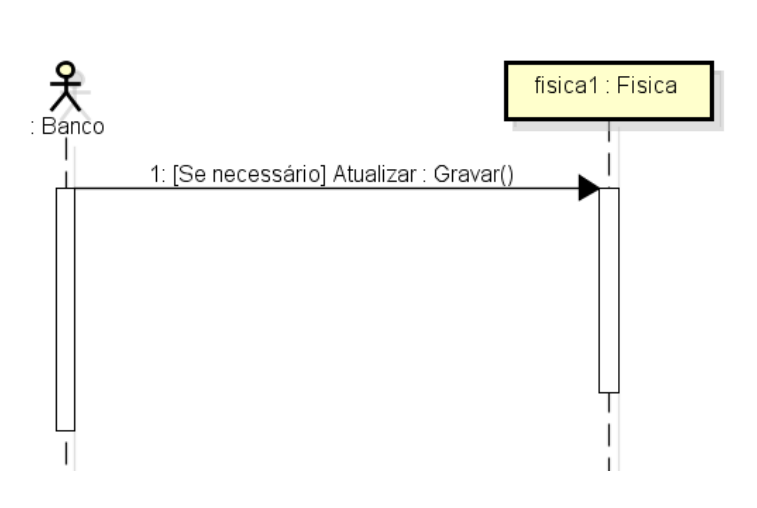 fisica1 : Fisica
: Banco
1: [Se necessário] Atualizar : Gravar()